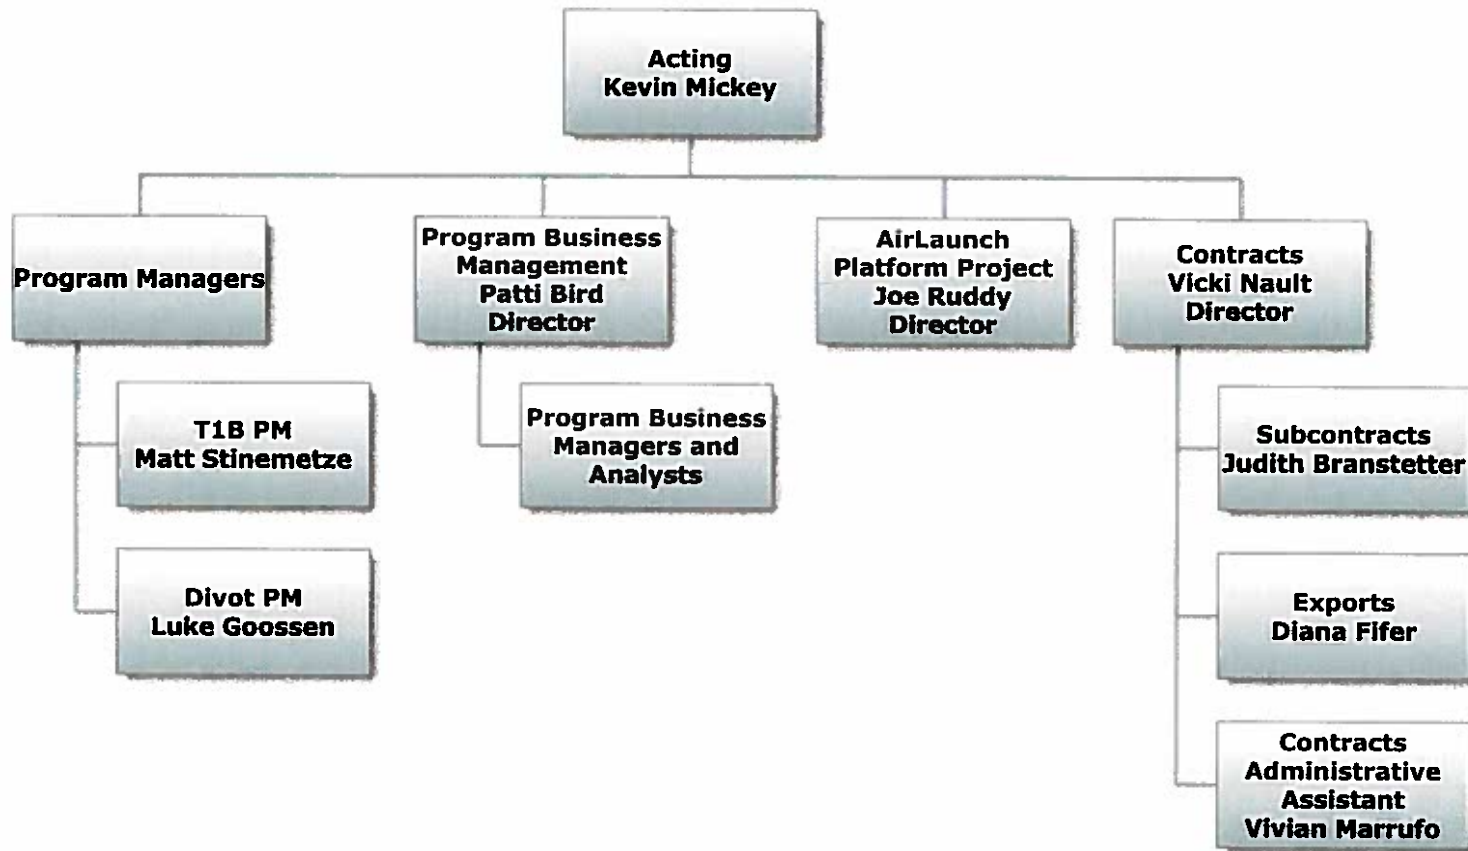 Acting
Kevin Mickey
Program Managers
Program Business
Management
Patti Bird
Director
AirLaunch
Platform Project
Joe Ruddy
Director
Contracts
Vicki Nault
Director
T1B PM
Matt Stinemetze
Program Business
Managers and
Analysts
Subcontracts
Judith Branstetter
Divot PM
Luke Goossen
Exports
Diana Fifer
Contracts
Administrative
Assistant
Vivian Marrufo